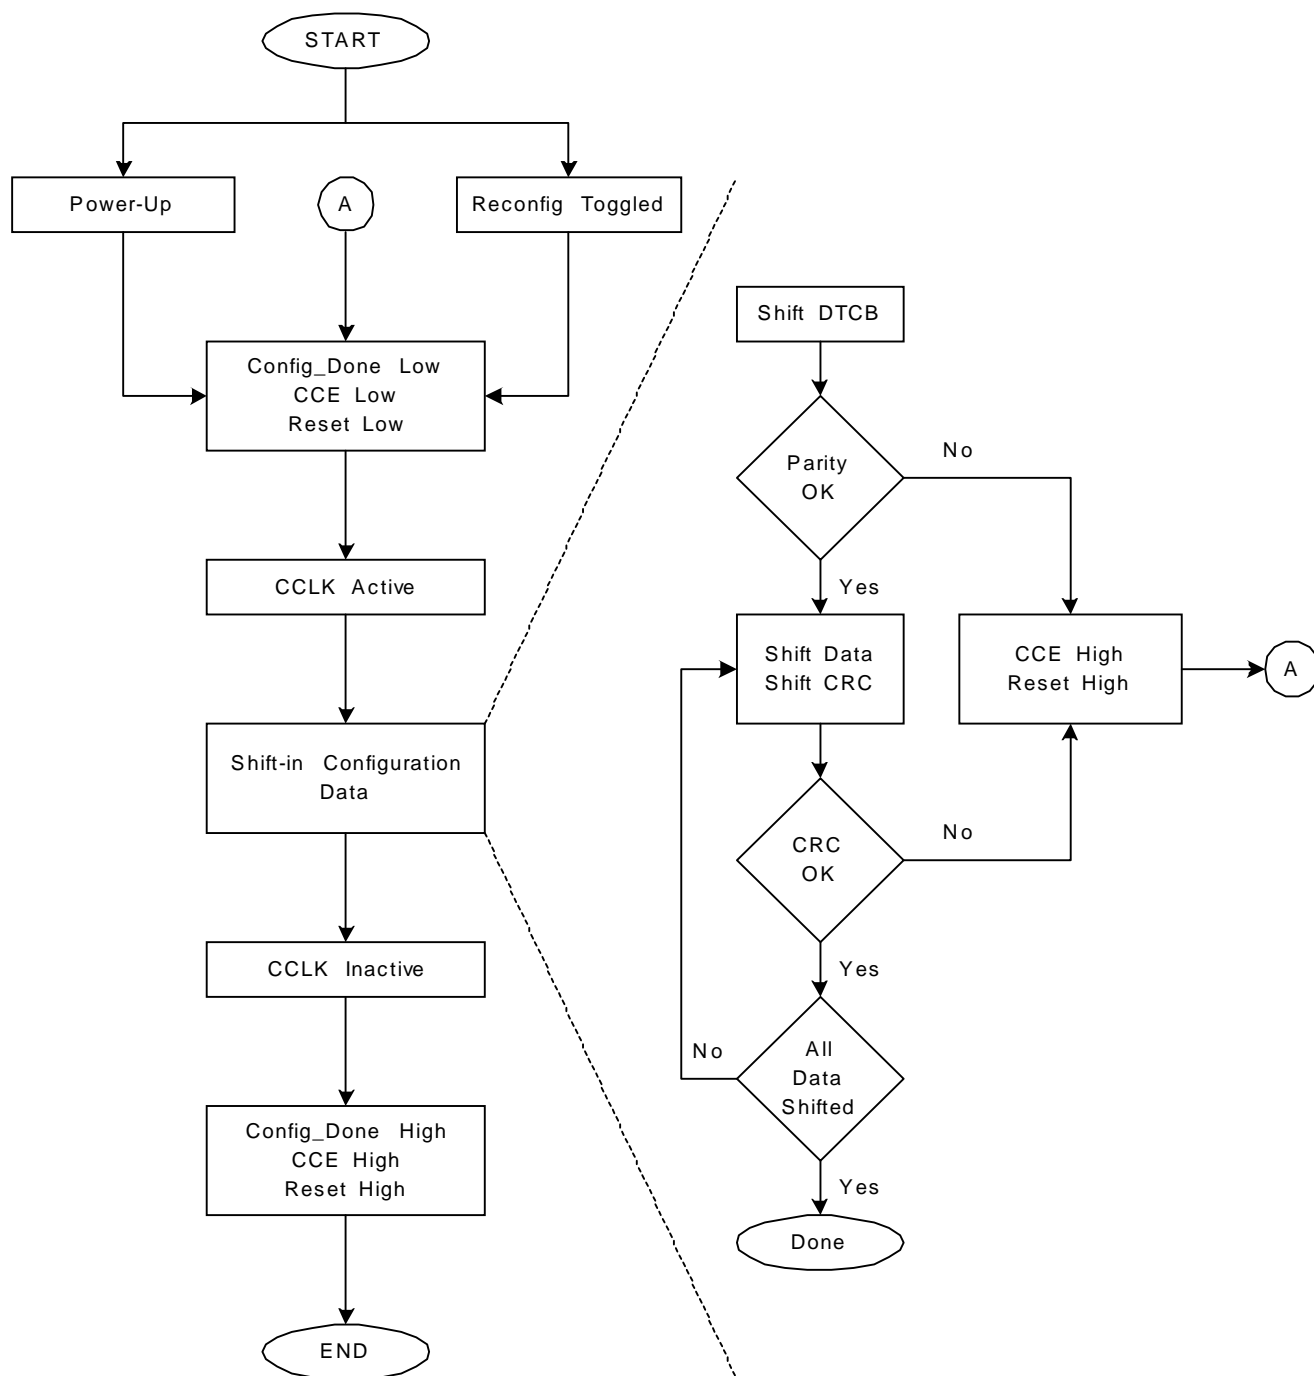 START
Power-Up
A
Reconfig Toggled
Config_Done Low
CCE Low
Reset Low
CCLK Active
Shift-in Configuration
Data
CCLK Inactive
Config_Done High
CCE High
Reset High
END
Shift DTCB
Parity
OK
No
Yes
Shift Data
Shift CRC
CCE High
Reset High
A
CRC
OK
No
Yes
All
Data
Shifted
No
Yes
Done